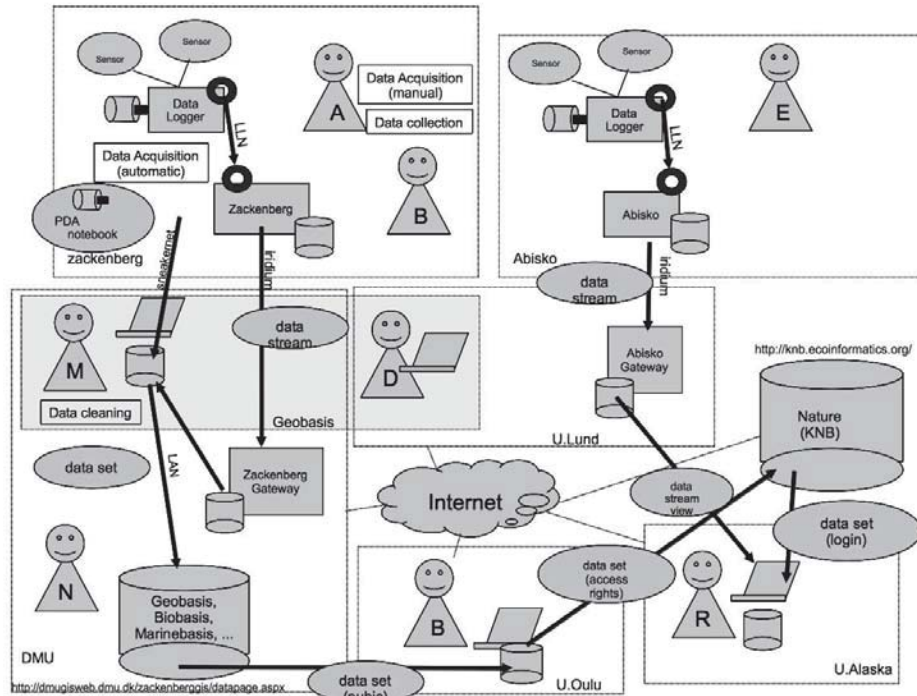 Sensor
Sensor
Data
Logger
LLN
A
Data Acquisition
(manual)
Data collection
Data Acquisition
(automatic)
B
PDA
notebook
zackenberg
Zackenberg
sneakernet
iridium
Sensor
Sensor
Data
Logger
LLN
E
Abisko
Abisko
iridium
data
stream
M
Data cleaning
data
stream
D
Geobasis
Abisko
Gateway
U.Lund
http://knb.ecoinformatics.org/
Nature
(KNB)
data set
LAN
Zackenberg
Gateway
Internet
data
stream
view
data set
(login)
N
Geobasis,
Biobasis,
Marinebasis, ...
DMU
http://dmugisweb.dmu.dk/zackenberggis/datapage.aspx
B
data set
(access
rights)
R
data set
U.Oulu
U.Alaska